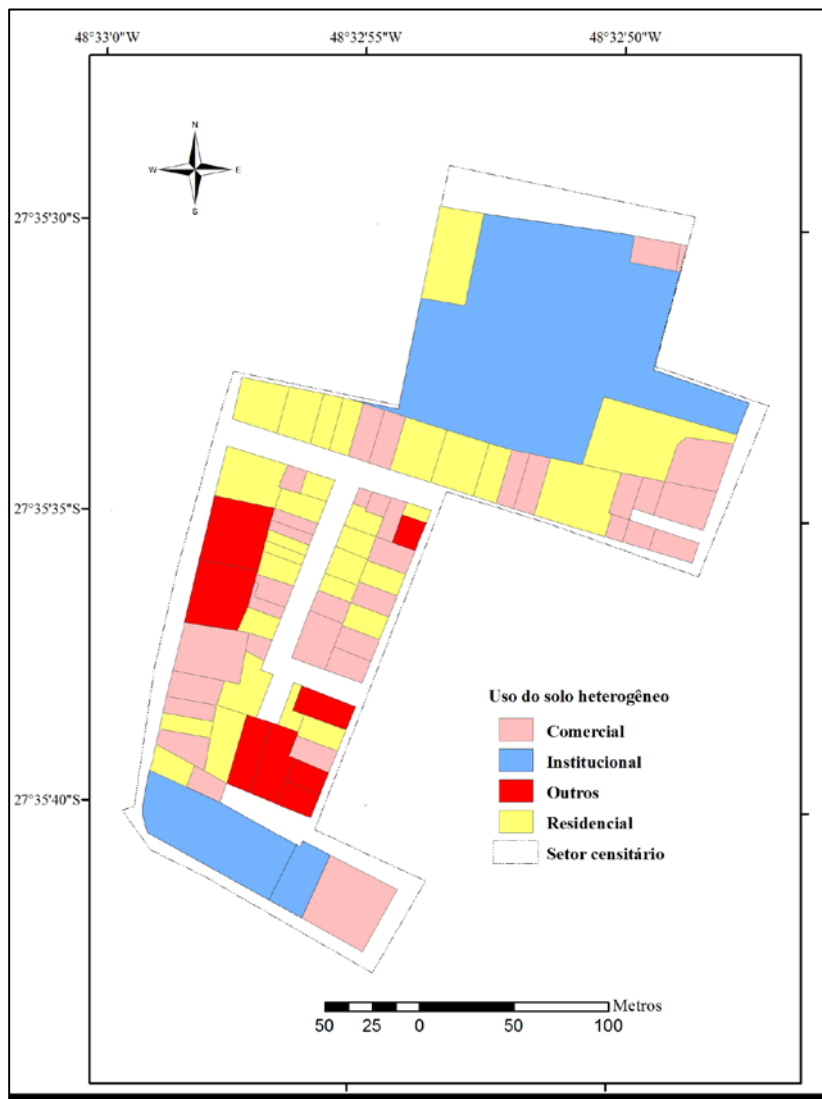 48°33'0"W 48°32'55"W 48°32'50"W
N
W E
S
27°35'30"S
27°35'35"S
Uso do solo heterogêneo
Comercial
Institucional
Outros
Residencial
Setor censitário
27°35'40"S
Metros
50 25 0 50 100